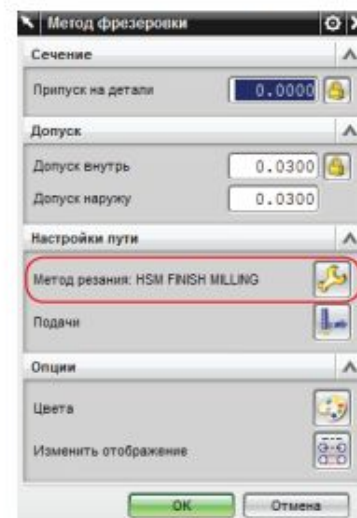 Метод фрезеровки
Сечение
Припуск на детали 0.0000
Допуск
Допуск внутрь 0.0300
Допуск наружу 0.0300
Настройки пути
Метод резания: HSM FINISH MILLING
Подачи
Опции
Цвета
Изменить отображение
OK Отмена